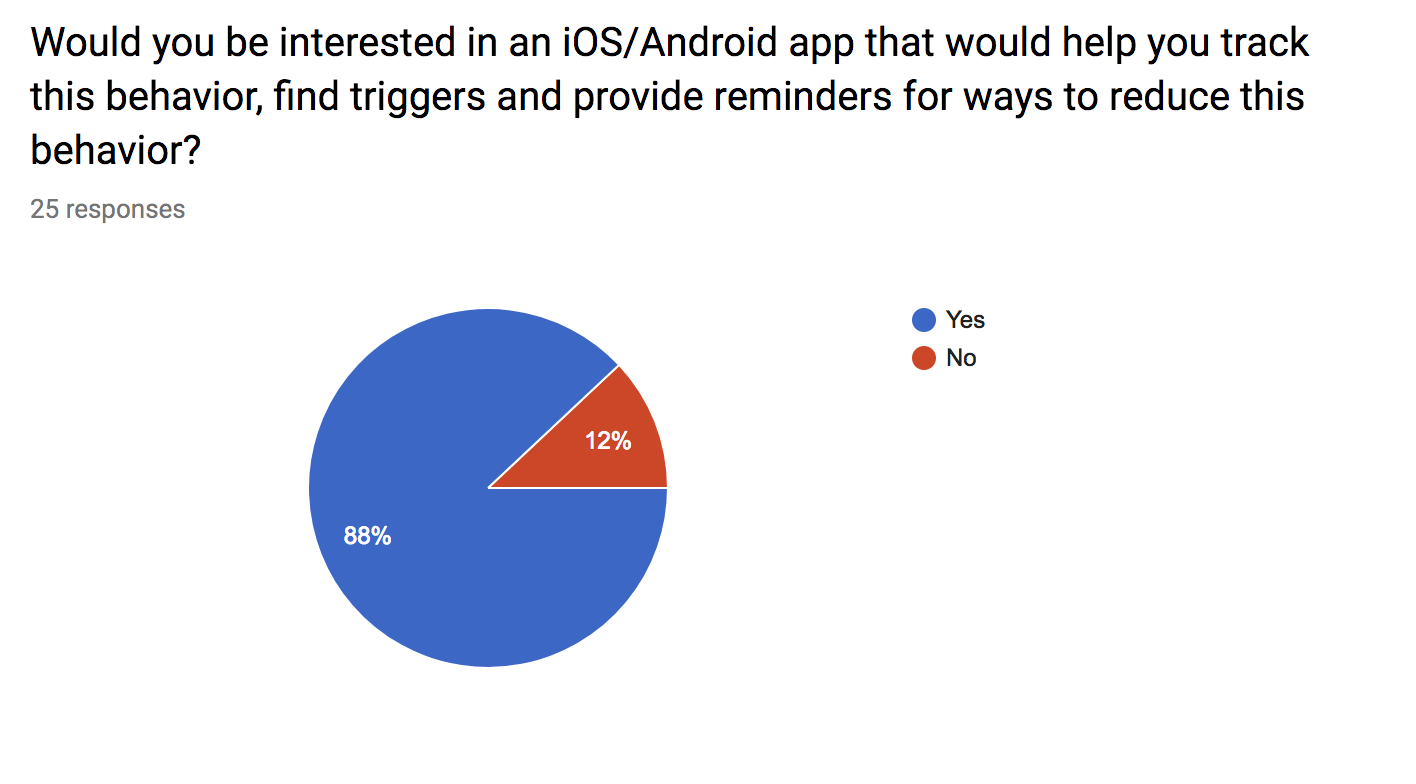 Would you be interested in an iOS/Android app that would help you track
this behavior, find triggers and provide reminders for ways to reduce this
behavior?
25 responses
Yes
No
12%
88%